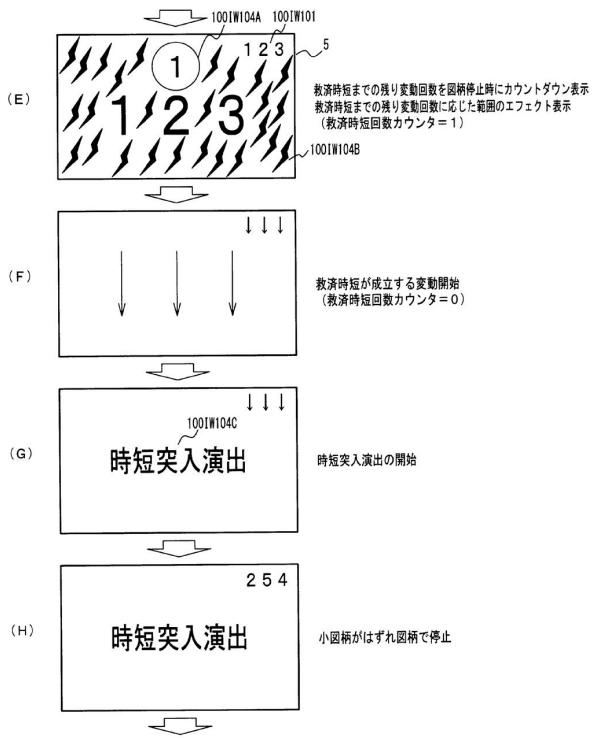 100IW104A
100IW101
5
(E)
1
1 2 3
1 2 3
救済時短までの残り変動回数を図柄停止時にカウントダウン表示
救済時短までの残り変動回数に応じた範囲のエフェクト表示
(救済時短回数カウンタ=1)
100IW104B
(F)
↓ ↓ ↓
救済時短が成立する変動開始
(救済時短回数カウンタ=0)
(G)
↓ ↓ ↓
100IW104C
時短突入演出
時短突入演出の開始
(H)
2 5 4
時短突入演出
小図柄がはずれ図柄で停止